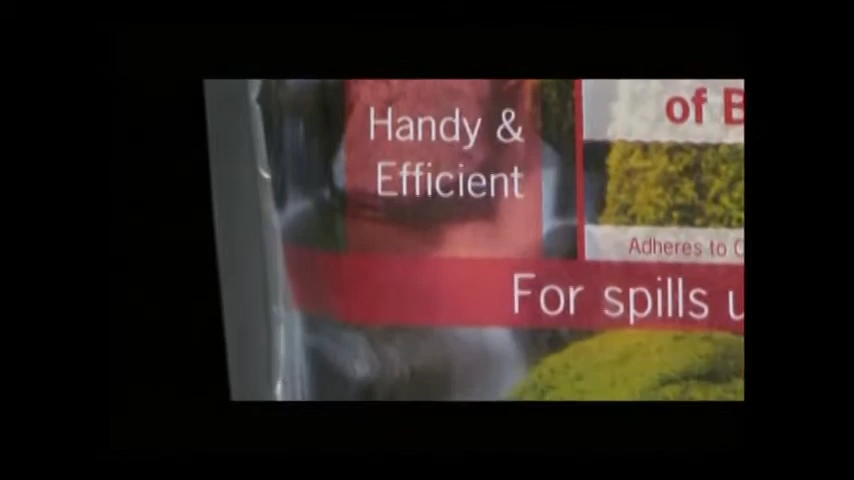 Handy &
Efficient
of B
Adheres to C
For spills u